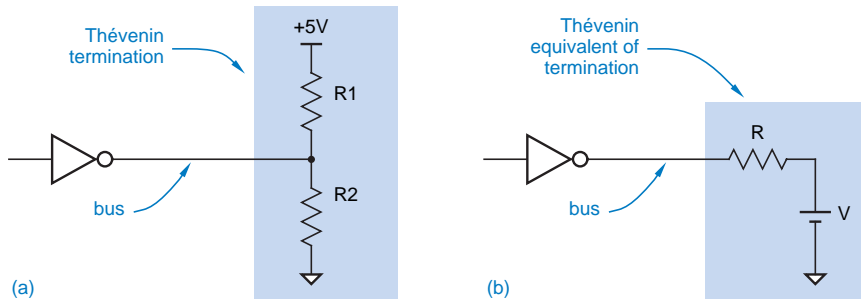 Thévenin
termination
+5V
R1
R2
bus
(a)
Thévenin
equivalent of
termination
R
V
bus
(b)